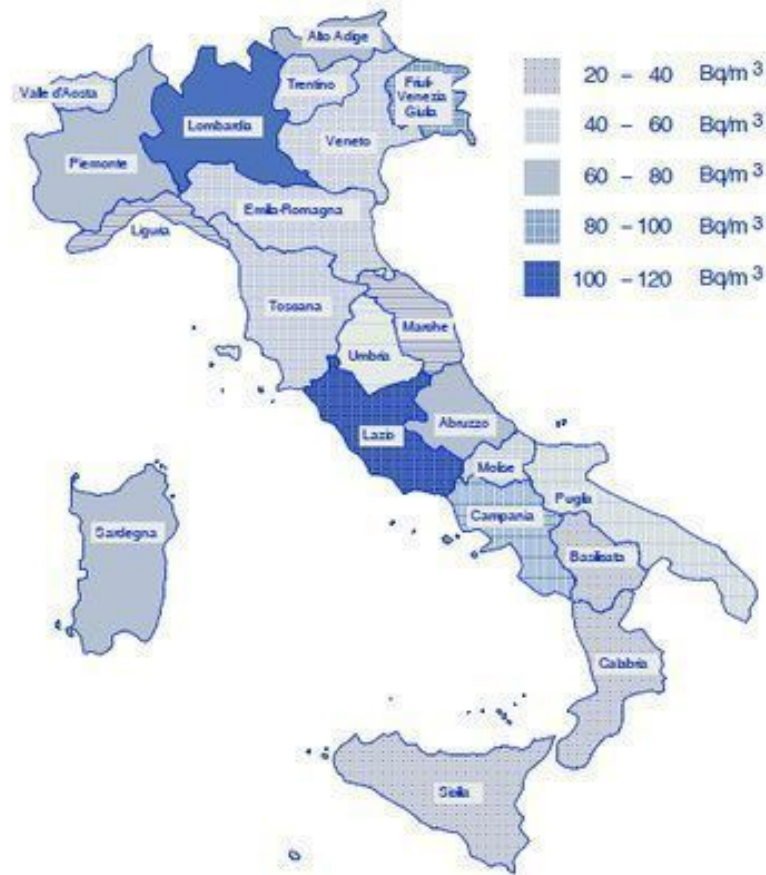 Alto Adige
Valle d'Aosta
Trentino
Friuli-
Venezia
Giulia
Lombardia
Veneto
Piemonte
Emilia-Romagna
Liguria
Toscana
Marche
Umbria
Lazio
Abruzzo
Molise
Puglia
Campania
Sardegna
Basilicata
Calabria
Sicilia
20 – 40 Bq/m 3
40 – 60 Bq/m 3
60 – 80 Bq/m 3
80 – 100 Bq/m 3
100 – 120 Bq/m 3